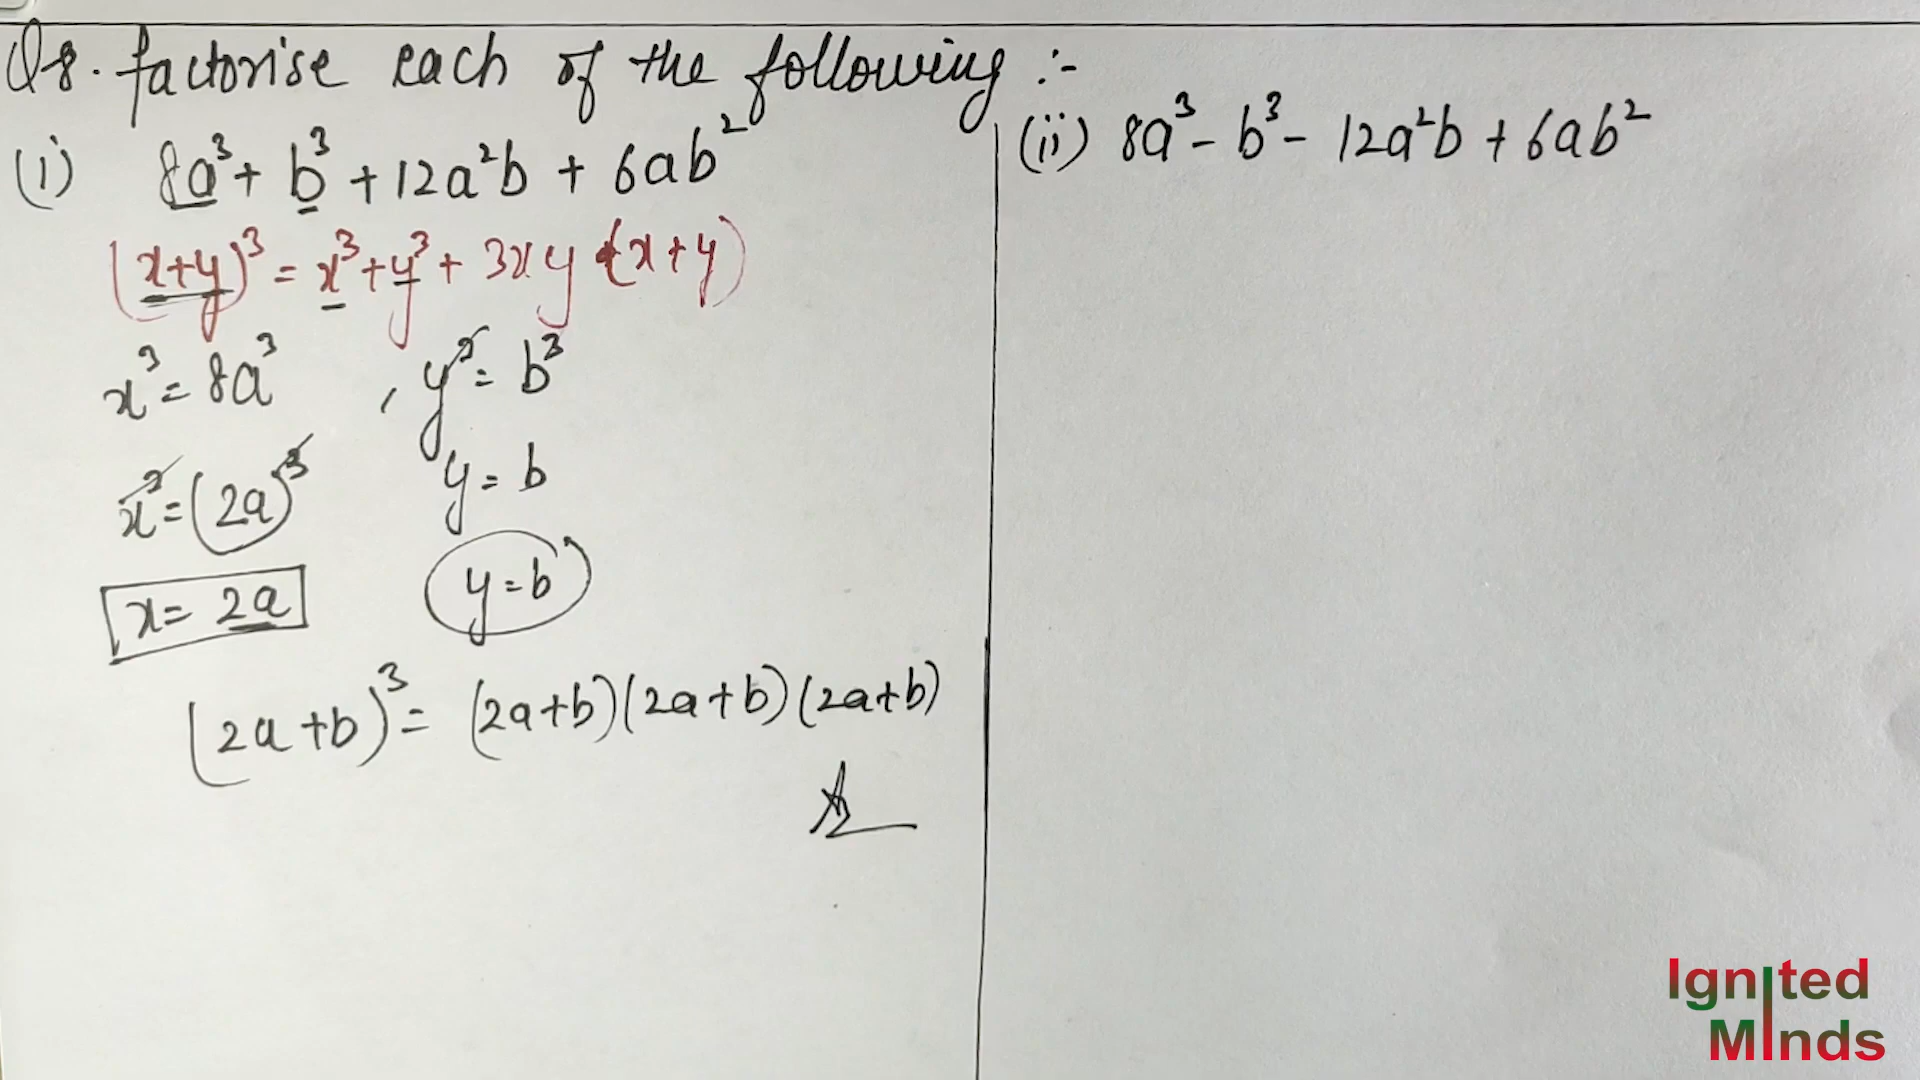 Q8. factorise each of the following :-
(i) 8a³ + b³ + 12a²b + 6ab²
(x+y)³ = x³ + y³ + 3xy (x+y)
x³ = 8a³ , y³ = b³
x³ = (2a)³ y = b
x = 2a y = b
(2a+b)³ = (2a+b)(2a+b)(2a+b)
(ii) 8a³ - b³ - 12a²b + 6ab²
Ignited
Minds